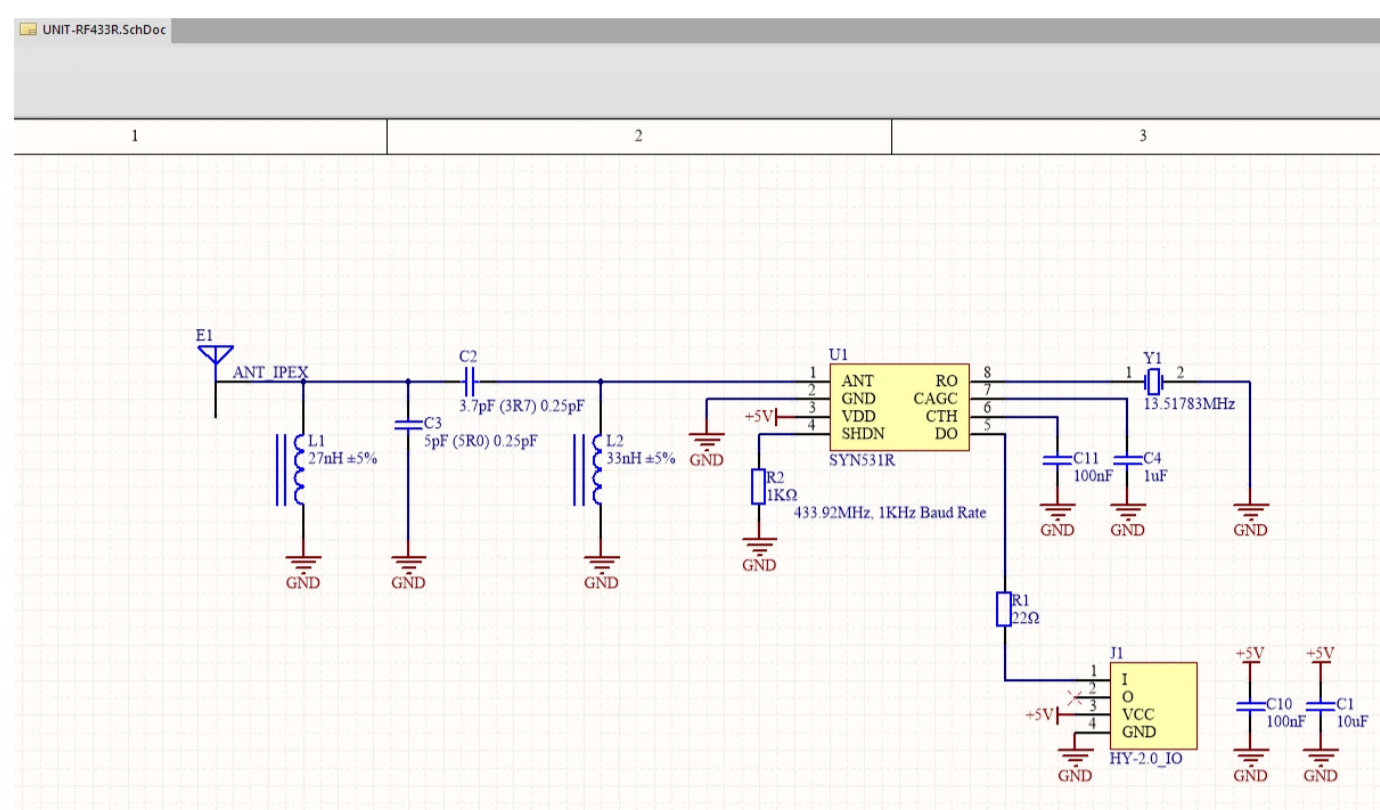 UNIT-RF433R.SchDoc
1
2
3
E1
ANT_IPEX
C2
3.7pF (3R7) 0.25pF
C3
5pF (5R0) 0.25pF
L1
27nH ±5%
L2
33nH ±5%
GND
GND
GND
U1
1 ANT RO 8
2 GND CAGC 7
3 VDD CTH 6
4 SHDN DO 5
SYN531R
+5V
GND
R2
1KΩ
GND
433.92MHz, 1KHz Baud Rate
Y1
1 2
13.51783MHz
C11
100nF
C4
1uF
GND
GND
GND
R1
22Ω
J1
1 I
2 O
3 VCC
4 GND
HY-2.0_IO
+5V
GND
+5V
C10
100nF
GND
+5V
C1
10uF
GND